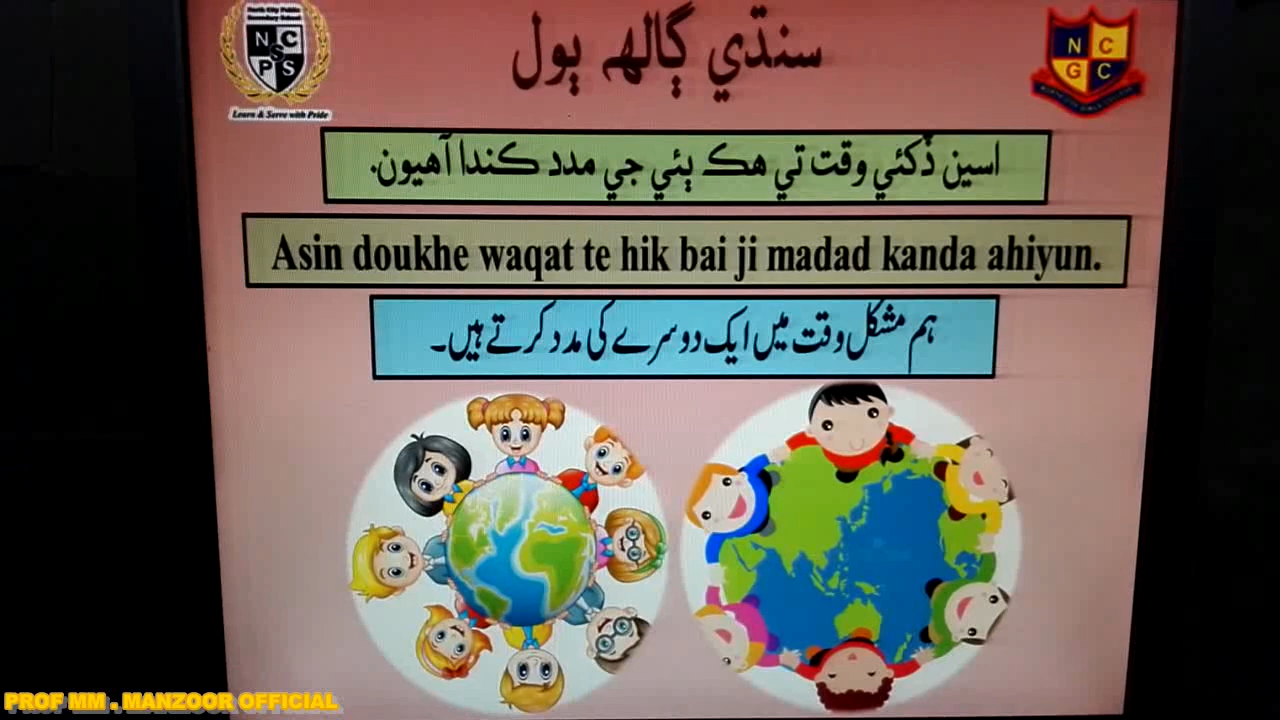 سنڌي ڳالهه ٻول
N C
S
P S
Learn & Serve with Pride
N C
G C
اسين ڏکئي وقت تي هڪ ٻئي جي مدد ڪندا آهيون.
Asin doukhe waqat te hik bai ji madad kanda ahiyun.
ہم مشکل وقت میں ایک دوسرے کی مدد کرتے ہیں۔
PROF MM . MANZOOR OFFICIAL